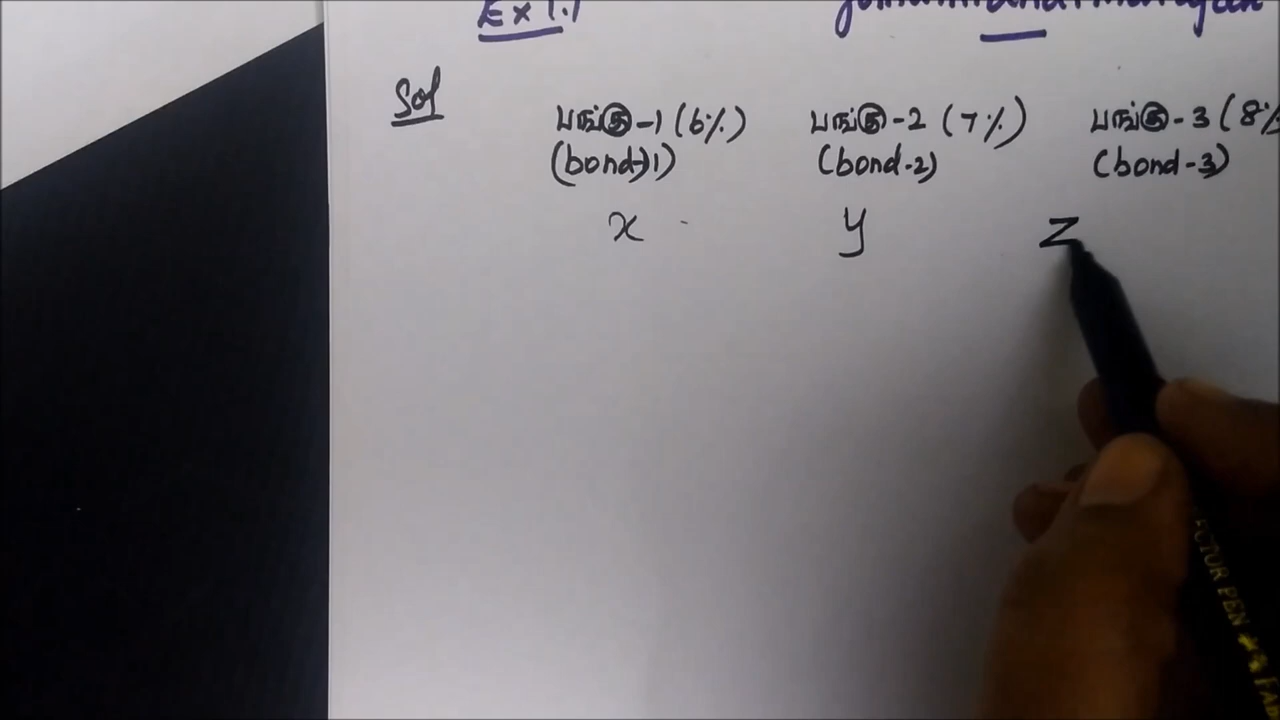 Ex 1.1
Sol
பங்கு-1 (6%) பங்கு-2 (7%) பங்கு-3 (8%
(bond-1) (bond-2) (bond-3)
x y z